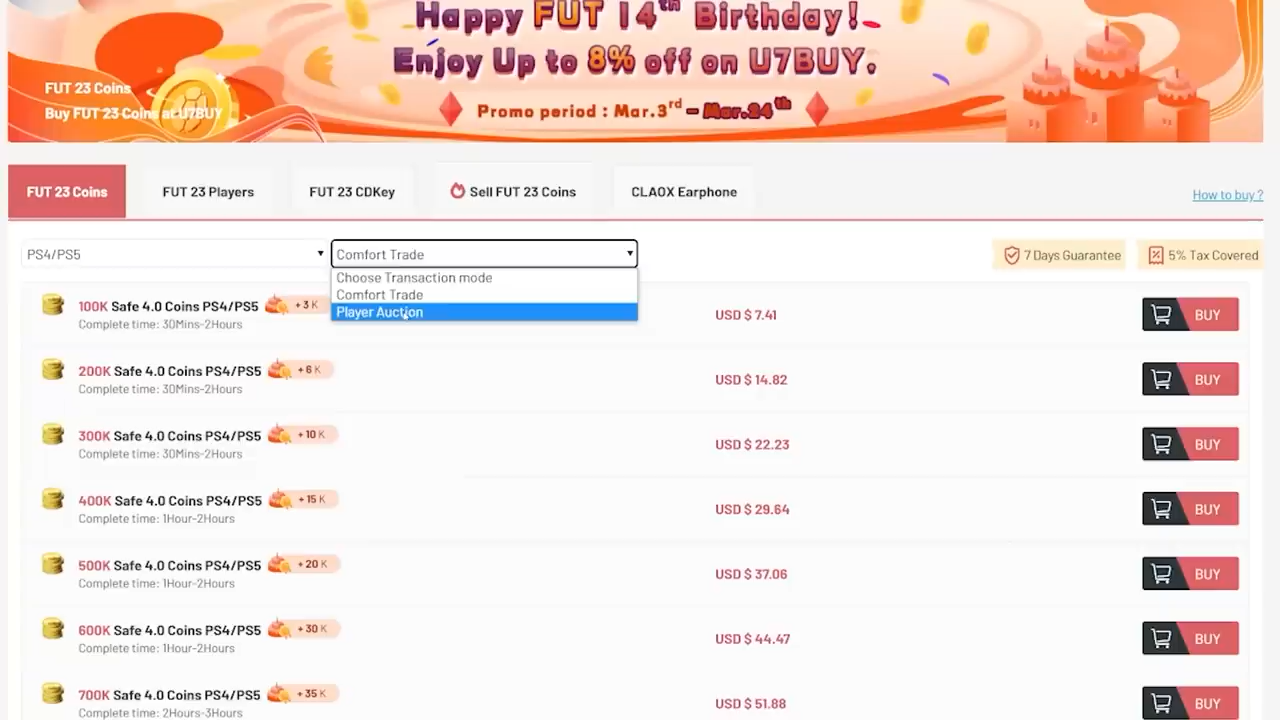 Happy FUT 14th Birthday!
Enjoy Up to 8% off on U7BUY.
Promo period : Mar.3rd – Mar.24th
FUT 23 Coins
Buy FUT 23 Coins at U7BUY
FUT 23 Coins
FUT 23 Players
FUT 23 CDKey
Sell FUT 23 Coins
CLAOX Earphone
How to buy ?
PS4/PS5
Comfort Trade
7 Days Guarantee
5% Tax Covered
Choose Transaction mode
Comfort Trade
Player Auction
100K Safe 4.0 Coins PS4/PS5 + 3 K
Complete time: 30Mins-2Hours
USD $ 7.41
BUY
200K Safe 4.0 Coins PS4/PS5 + 6 K
Complete time: 30Mins-2Hours
USD $ 14.82
BUY
300K Safe 4.0 Coins PS4/PS5 + 10 K
Complete time: 30Mins-2Hours
USD $ 22.23
BUY
400K Safe 4.0 Coins PS4/PS5 + 15 K
Complete time: 1Hour-2Hours
USD $ 29.64
BUY
500K Safe 4.0 Coins PS4/PS5 + 20 K
Complete time: 1Hour-2Hours
USD $ 37.06
BUY
600K Safe 4.0 Coins PS4/PS5 + 30 K
Complete time: 1Hour-2Hours
USD $ 44.47
BUY
700K Safe 4.0 Coins PS4/PS5 + 35 K
Complete time: 2Hours-3Hours
USD $ 51.88
BUY